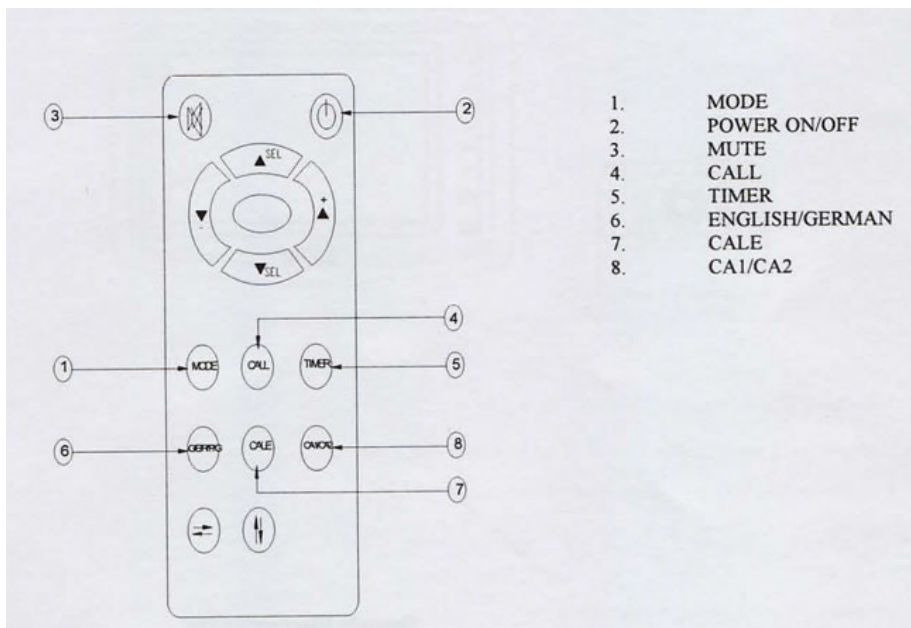 3
2
SEL
+
-
SEL
4
1
MODE
CALL
TIMER
5
6
CALE
8
7
1. MODE
2. POWER ON/OFF
3. MUTE
4. CALL
5. TIMER
6. ENGLISH/GERMAN
7. CALE
8. CA1/CA2